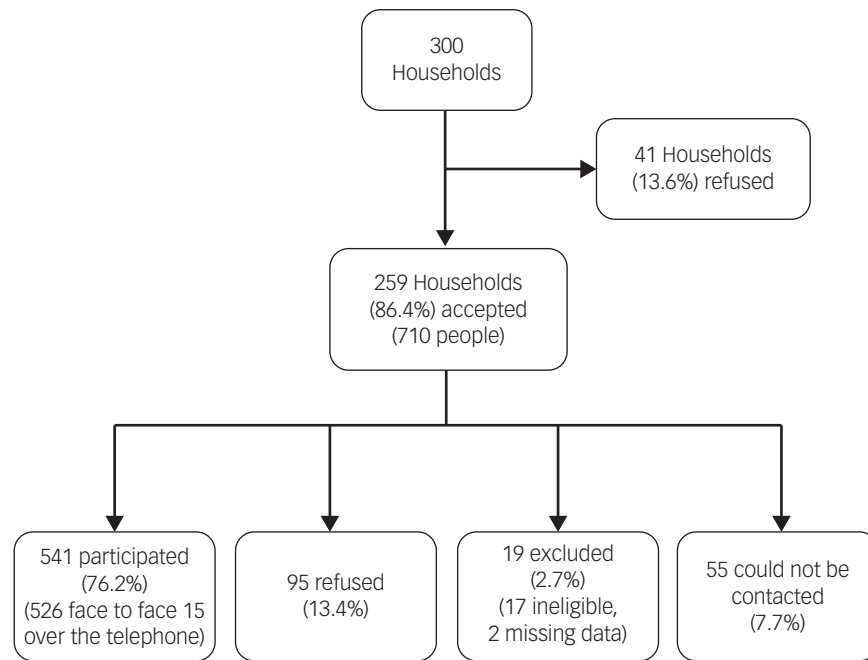 300
Households
41 Households
(13.6%) refused
259 Households
(86.4%) accepted
(710 people)
541 participated
(76.2%)
(526 face to face 15
over the telephone)
95 refused
(13.4%)
19 excluded
(2.7%)
(17 ineligible,
2 missing data)
55 could not be
contacted
(7.7%)